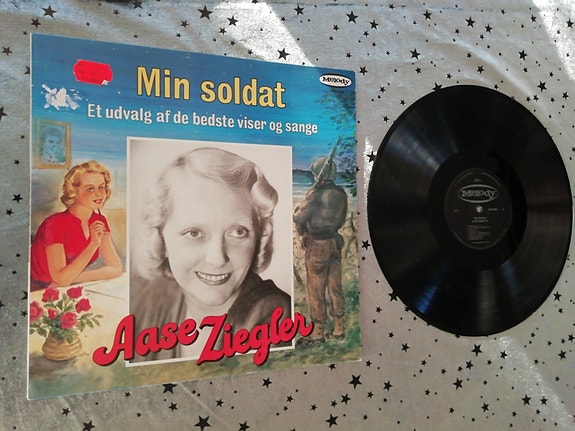 Min soldat
Melody
Et udvalg af de bedste viser og sange
Aase Ziegler
Melody